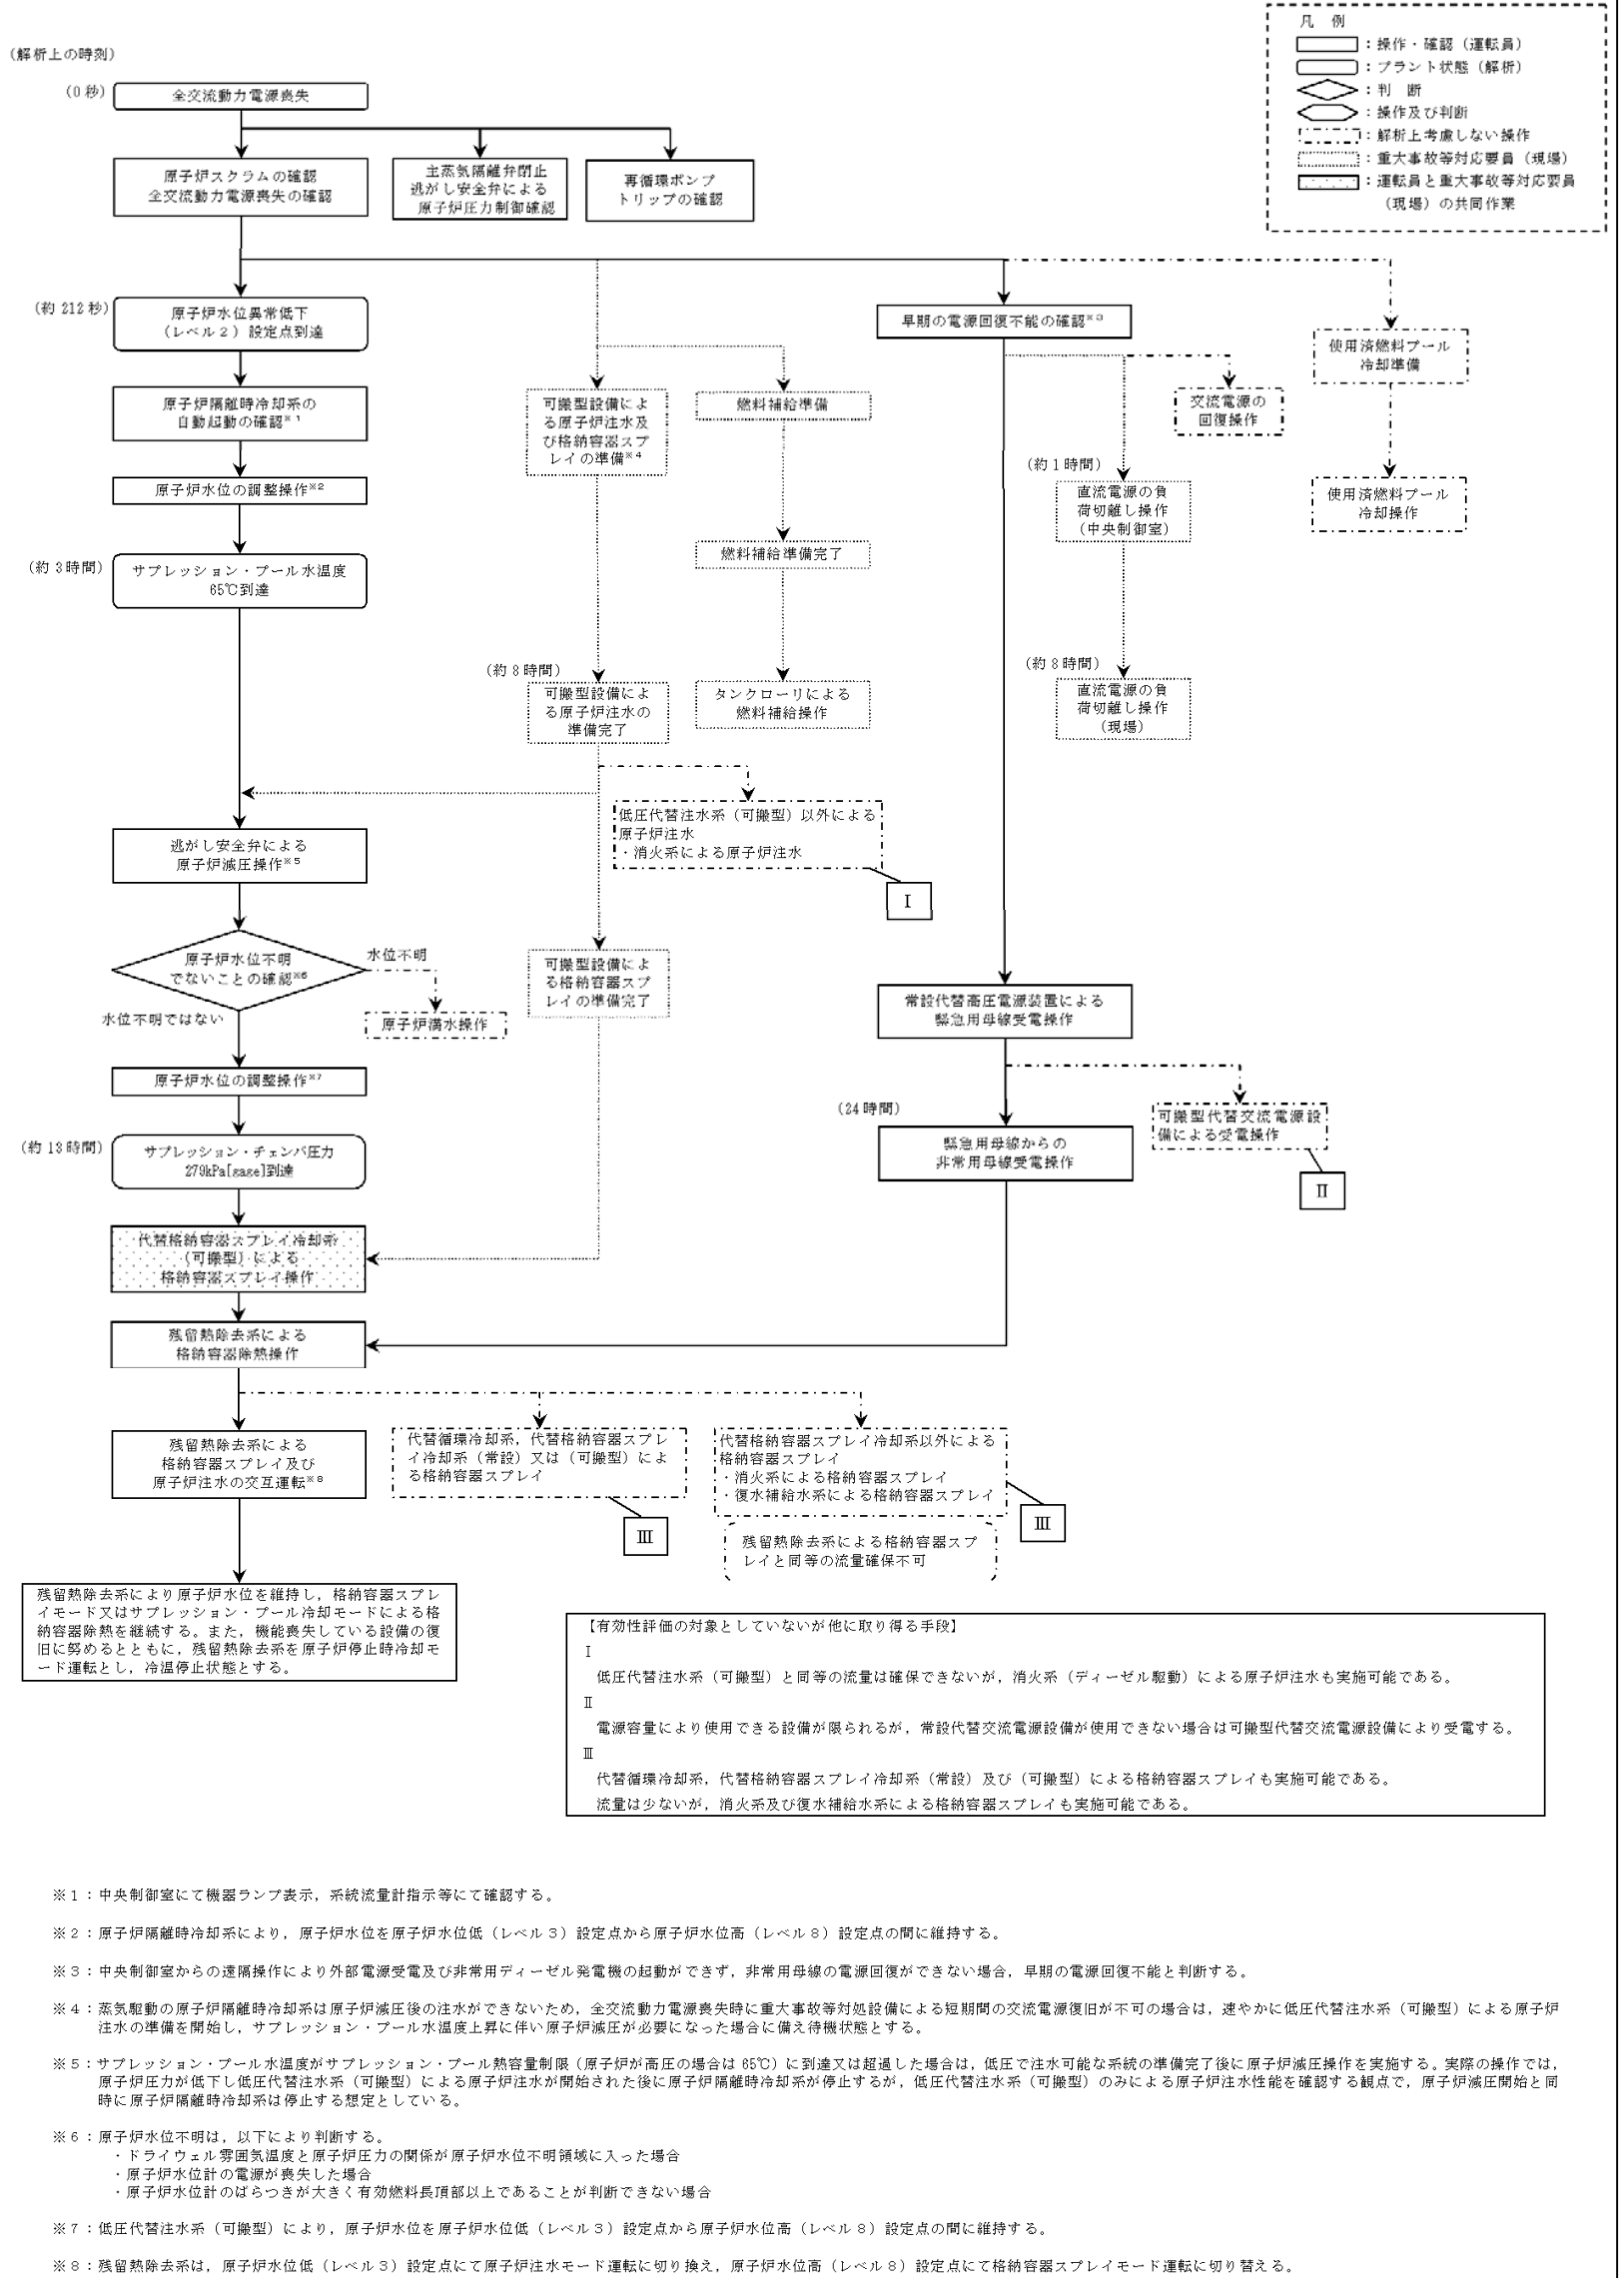 凡 例
：操作・確認（運転員）
：プラント状態（解析）
：判 断
：操作及び判断
：解析上考慮しない操作
：重大事故等対応要員（現場）
：運転員と重大事故等対応要員
（現場）の共同作業
（解析上の時刻）
（0秒）
全交流動力電源喪失
原子炉スクラムの確認
全交流動力電源喪失の確認
主蒸気隔離弁閉止
逃がし安全弁による
原子炉圧力制御確認
再循環ポンプ
トリップの確認
（約212秒）
原子炉水位異常低下
（レベル２）設定点到達
早期の電源回復不能の確認※3
使用済燃料プール
冷却準備
原子炉隔離時冷却系の
自動起動の確認※1
可搬型設備によ
る原子炉注水及
び格納容器スプ
レイの準備※4
燃料補給準備
交流電源の
回復操作
（約1時間）
直流電源の負
荷切離し操作
（中央制御室）
使用済燃料プール
冷却操作
原子炉水位の調整操作※2
燃料補給準備完了
（約3時間）
サプレッション・プール水温度
65℃到達
（約8時間）
可搬型設備によ
る原子炉注水の
準備完了
タンクローリによる
燃料補給操作
（約8時間）
直流電源の負
荷切離し操作
（現場）
低圧代替注水系（可搬型）以外による
原子炉注水
・消火系による原子炉注水
Ⅰ
逃がし安全弁による
原子炉減圧操作※5
原子炉水位不明
でないことの確認※6
水位不明
水位不明ではない
原子炉満水操作
可搬型設備によ
る格納容器スプ
レイの準備完了
常設代替高圧電源装置による
緊急用母線受電操作
原子炉水位の調整操作※7
（24時間）
緊急用母線からの
非常用母線受電操作
可搬型代替交流電源設
備による受電操作
Ⅱ
（約13時間）
サプレッション・チェンバ圧力
279kPa[gage]到達
代替格納容器スプレイ冷却系
（可搬型）による
格納容器スプレイ操作
残留熱除去系による
格納容器除熱操作
残留熱除去系による
格納容器スプレイ及び
原子炉注水の交互運転※8
代替循環冷却系，代替格納容器スプレ
イ冷却系（常設）又は（可搬型）によ
る格納容器スプレイ
Ⅲ
代替格納容器スプレイ冷却系以外による
格納容器スプレイ
・消火系による格納容器スプレイ
・復水補給水系による格納容器スプレイ
Ⅲ
残留熱除去系による格納容器スプ
レイと同等の流量確保不可
残留熱除去系により原子炉水位を維持し，格納容器スプレ
イモード又はサプレッション・プール冷却モードによる格
納容器除熱を継続する。また，機能喪失している設備の復
旧に努めるとともに，残留熱除去系を原子炉停止時冷却モ
ード運転とし，冷温停止状態とする。
【有効性評価の対象としていないが他に取り得る手段】
Ⅰ
低圧代替注水系（可搬型）と同等の流量は確保できないが，消火系（ディーゼル駆動）による原子炉注水も実施可能である。
Ⅱ
電源容量により使用できる設備が限られるが，常設代替交流電源設備が使用できない場合は可搬型代替交流電源設備により受電する。
Ⅲ
代替循環冷却系，代替格納容器スプレイ冷却系（常設）及び（可搬型）による格納容器スプレイも実施可能である。
流量は少ないが，消火系及び復水補給水系による格納容器スプレイも実施可能である。
※１：中央制御室にて機器ランプ表示，系統流量計指示等にて確認する。
※２：原子炉隔離時冷却系により，原子炉水位を原子炉水位低（レベル３）設定点から原子炉水位高（レベル８）設定点の間に維持する。
※３：中央制御室からの遠隔操作により外部電源受電及び非常用ディーゼル発電機の起動ができず，非常用母線の電源回復ができない場合，早期の電源回復不能と判断する。
※４：蒸気駆動の原子炉隔離時冷却系は原子炉減圧後の注水ができないため，全交流動力電源喪失時に重大事故等対処設備による短期間の交流電源復旧が不可の場合は，速やかに低圧代替注水系（可搬型）による原子炉
注水の準備を開始し，サプレッション・プール水温度上昇に伴い原子炉減圧が必要になった場合に備え待機状態とする。
※５：サプレッション・プール水温度がサプレッション・プール熱容量制限（原子炉が高圧の場合は65℃）に到達又は超過した場合は，低圧で注水可能な系統の準備完了後に原子炉減圧操作を実施する。実際の操作では，
原子炉圧力が低下し低圧代替注水系（可搬型）による原子炉注水が開始された後に原子炉隔離時冷却系が停止するが，低圧代替注水系（可搬型）のみによる原子炉注水性能を確認する観点で，原子炉減圧開始と同
時に原子炉隔離時冷却系は停止する想定としている。
※６：原子炉水位不明は，以下により判断する。
・ドライウェル雰囲気温度と原子炉圧力の関係が原子炉水位不明領域に入った場合
・原子炉水位計の電源が喪失した場合
・原子炉水位計のばらつきが大きく有効燃料長頂部以上であることが判断できない場合
※７：低圧代替注水系（可搬型）により，原子炉水位を原子炉水位低（レベル３）設定点から原子炉水位高（レベル８）設定点の間に維持する。
※８：残留熱除去系は，原子炉水位低（レベル３）設定点にて原子炉注水モード運転に切り換え，原子炉水位高（レベル８）設定点にて格納容器スプレイモード運転に切り替える。